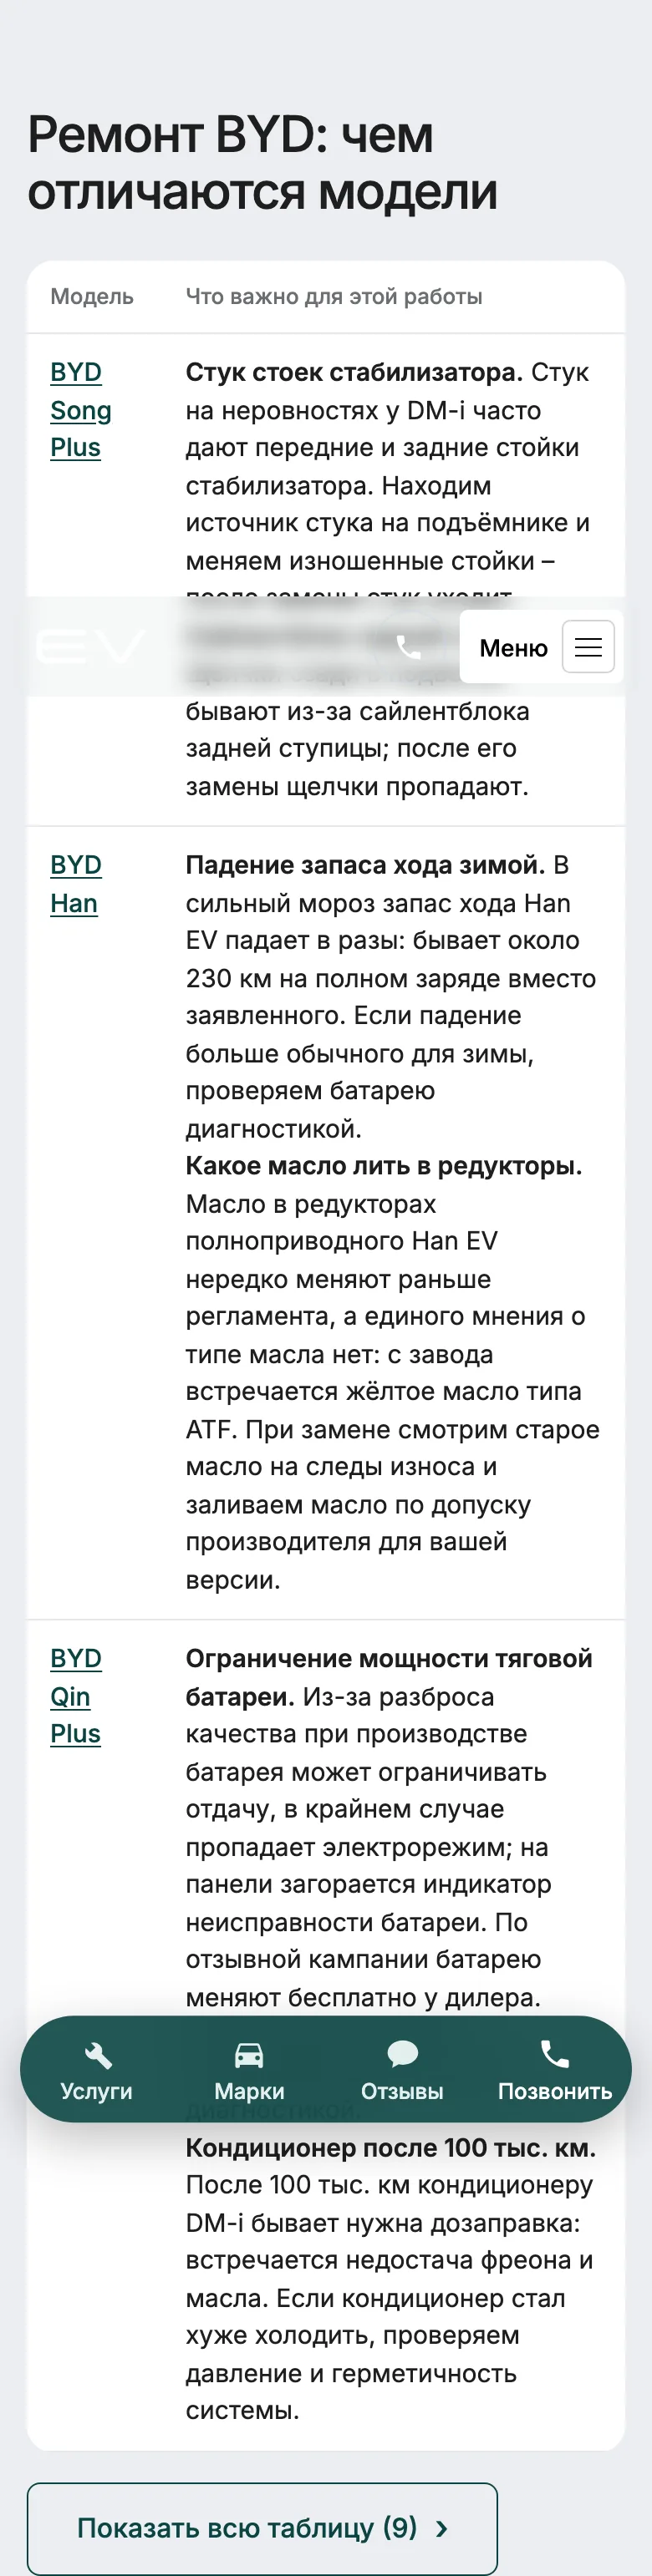 Ремонт BYD: чем
отличаются модели
Модель
Что важно для этой работы
BYD
Song
Plus
Стук стоек стабилизатора. Стук
на неровностях у DM-i часто
дают передние и задние стойки
стабилизатора. Находим
источник стука на подъёмнике и
меняем изношенные стойки –
после замены стук уходит.
EV
Меню
бывают из-за сайлентблока
задней ступицы; после его
замены щелчки пропадают.
BYD
Han
Падение запаса хода зимой. В
сильный мороз запас хода Han
EV падает в разы: бывает около
230 км на полном заряде вместо
заявленного. Если падение
больше обычного для зимы,
проверяем батарею
диагностикой.
Какое масло лить в редукторы.
Масло в редукторах
полноприводного Han EV
нередко меняют раньше
регламента, а единого мнения о
типе масла нет: с завода
встречается жёлтое масло типа
ATF. При замене смотрим старое
масло на следы износа и
заливаем масло по допуску
производителя для вашей
версии.
BYD
Qin
Plus
Ограничение мощности тяговой
батареи. Из-за разброса
качества при производстве
батарея может ограничивать
отдачу, в крайнем случае
пропадает электрорежим; на
панели загорается индикатор
неисправности батареи. По
отзывной кампании батарею
меняют бесплатно у дилера.
Услуги
Марки
Отзывы
Позвонить
диагностикой.
Кондиционер после 100 тыс. км.
После 100 тыс. км кондиционеру
DM-i бывает нужна дозаправка:
встречается недостача фреона и
масла. Если кондиционер стал
хуже холодить, проверяем
давление и герметичность
системы.
Показать всю таблицу (9)